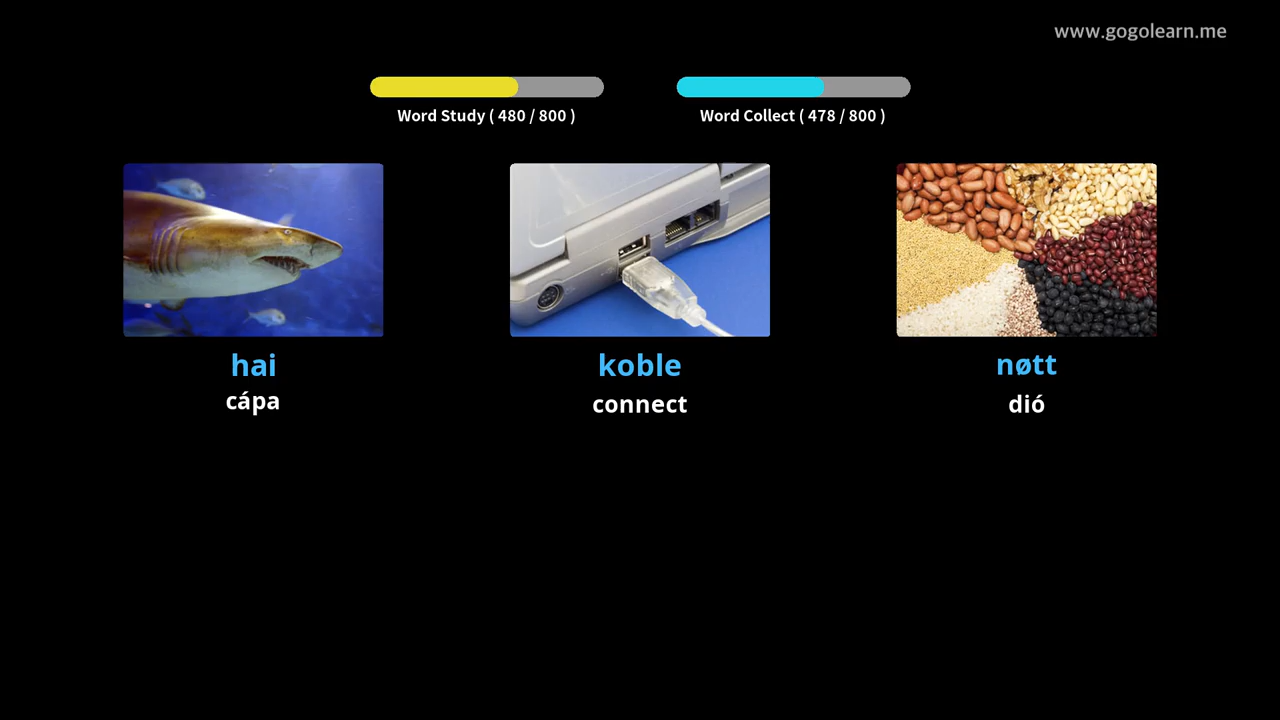 www.gogolearn.me
Word Study ( 480 / 800 )
Word Collect ( 478 / 800 )
hai
cápa
koble
connect
nøtt
dió